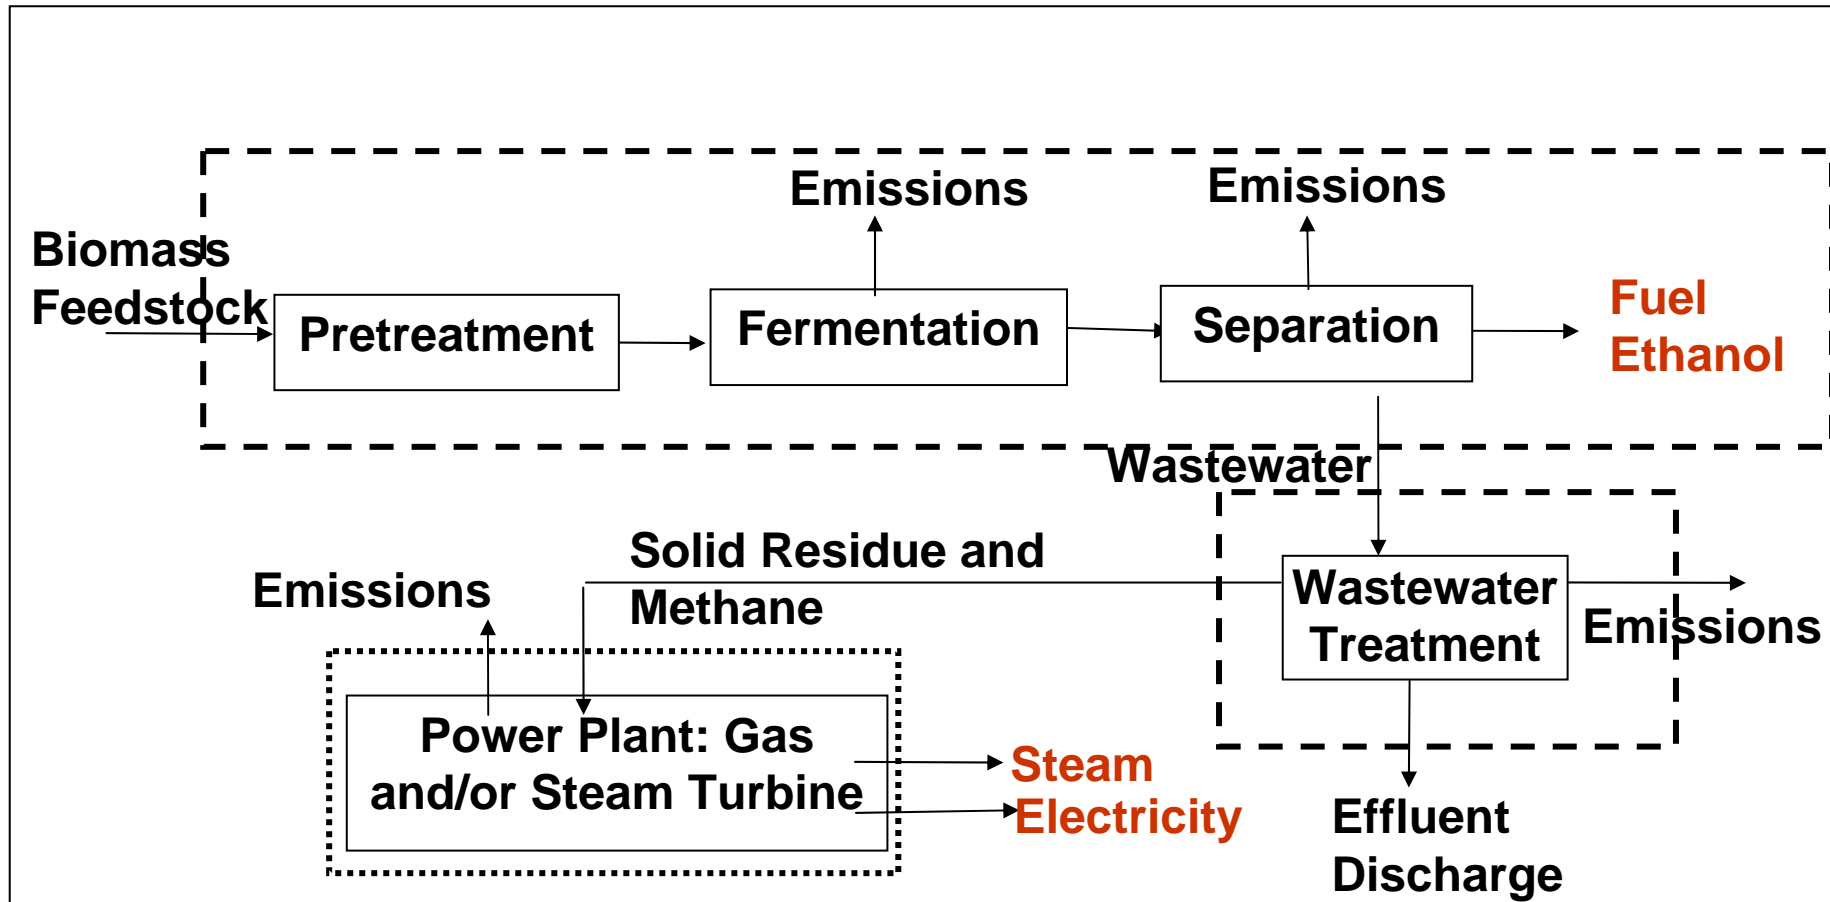 Emissions
Emissions
Biomass
Feedstock
Pretreatment
Fermentation
Separation
Fuel
Ethanol
Wastewater
Solid Residue and
Methane
Emissions
Wastewater
Treatment
Emissions
Power Plant: Gas
and/or Steam Turbine
Steam
Electricity
Effluent
Discharge